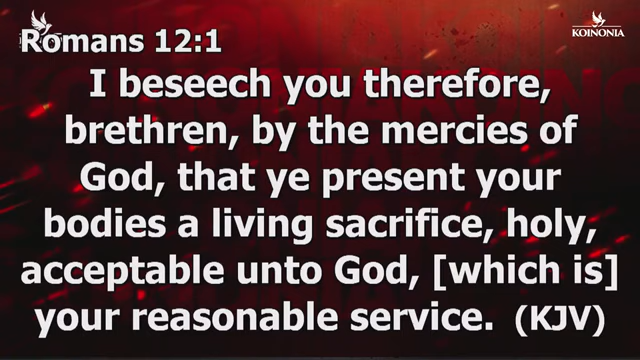 Romans 12:1
KOINONIA
I beseech you therefore,
brethren, by the mercies of
God, that ye present your
bodies a living sacrifice, holy,
acceptable unto God, [which is]
your reasonable service. (KJV)